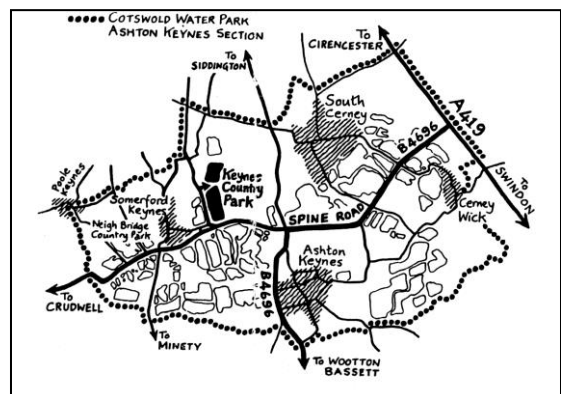 COTSWOLD WATER PARK
ASHTON KEYNES SECTION
TO
CIRENCESTER
TO
SIDDINGTON
A419
South
Cerney
B4696
Keynes
Country
Park
Poole
Keynes
Somerford
Keynes
Neigh Bridge
Country Park
Cerney
Wick
TO
SWINDON
SPINE ROAD
Ashton
Keynes
B4696
TO
CRUDWELL
TO
MINETY
TO WOOTTON
BASSETT